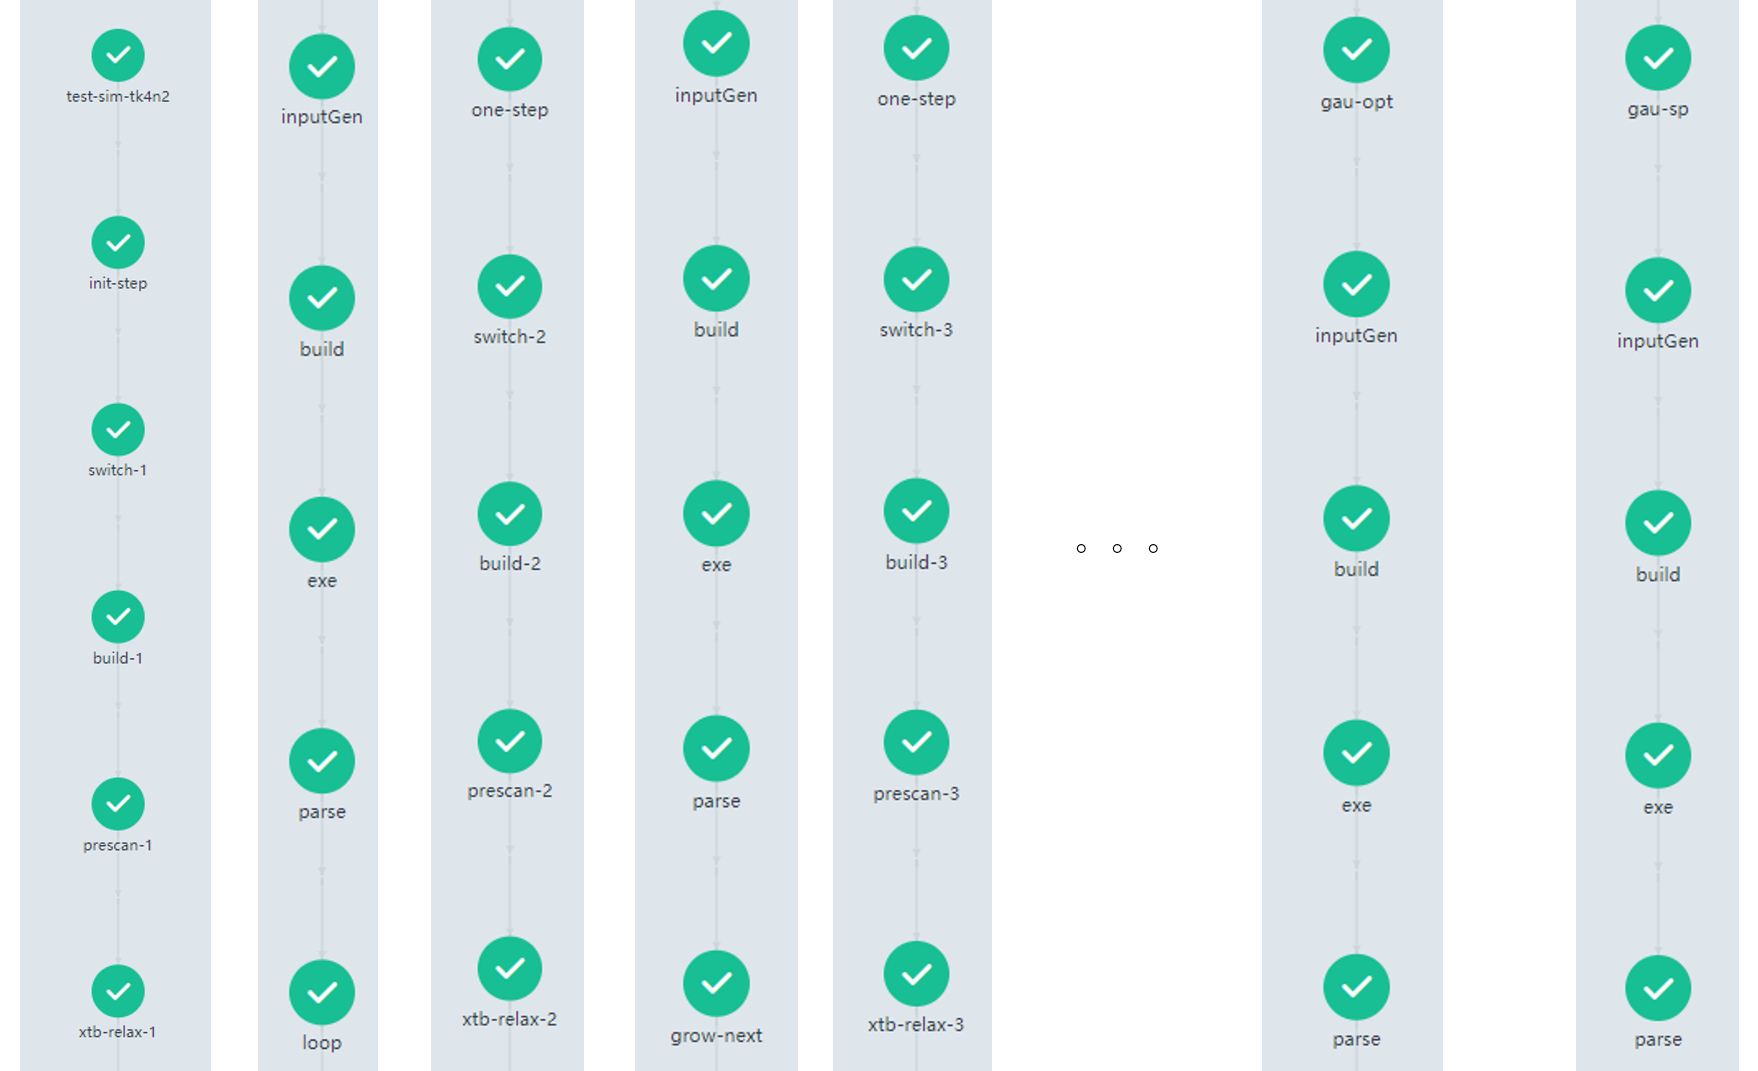 test-sim-tk4n2
init-step
switch-1
build-1
prescan-1
xtb-relax-1
inputGen
build
exe
parse
loop
one-step
switch-2
build-2
prescan-2
xtb-relax-2
inputGen
build
exe
parse
grow-next
one-step
switch-3
build-3
prescan-3
xtb-relax-3
gau-opt
inputGen
build
exe
parse
gau-sp
inputGen
build
exe
parse